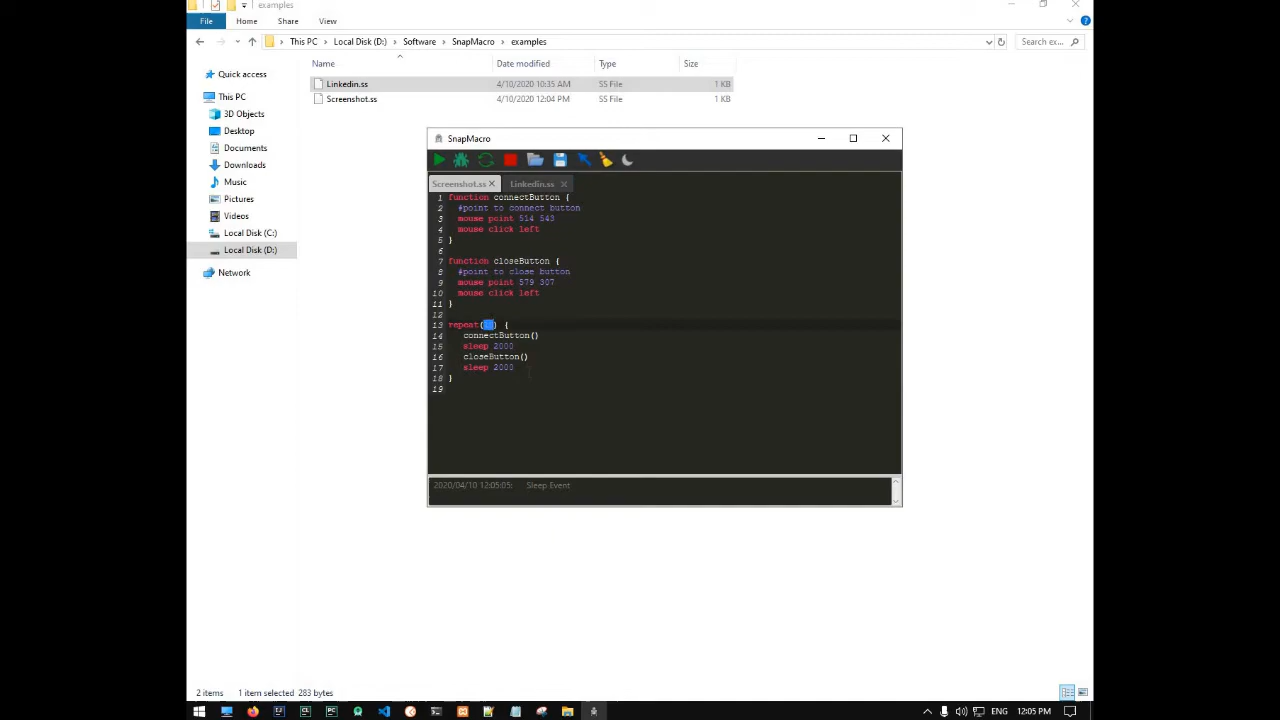 examples
File Home Share View
This PC Local Disk (D:) Software SnapMacro examples Search ex...
Name Date modified Type Size
Linkedin.ss 4/10/2020 10:35 AM SS File 1 KB
Screenshot.ss 4/10/2020 12:04 PM SS File 1 KB
Quick access
This PC
3D Objects
Desktop
Documents
Downloads
Music
Pictures
Videos
Local Disk (C:)
Local Disk (D:)
Network
SnapMacro
Screenshot.ss Linkedin.ss
1 function connectButton {
2 #point to connect button
3 mouse point 514 543
4 mouse click left
5 }
6
7 function closeButton {
8 #point to close button
9 mouse point 579 307
10 mouse click left
11 }
12
13 repeat( ) {
14 connectButton()
15 sleep 2000
16 closeButton()
17 sleep 2000
18 }
19
2020/04/10 12:05:05: Sleep Event
2 items 1 item selected 283 bytes
ENG 12:05 PM